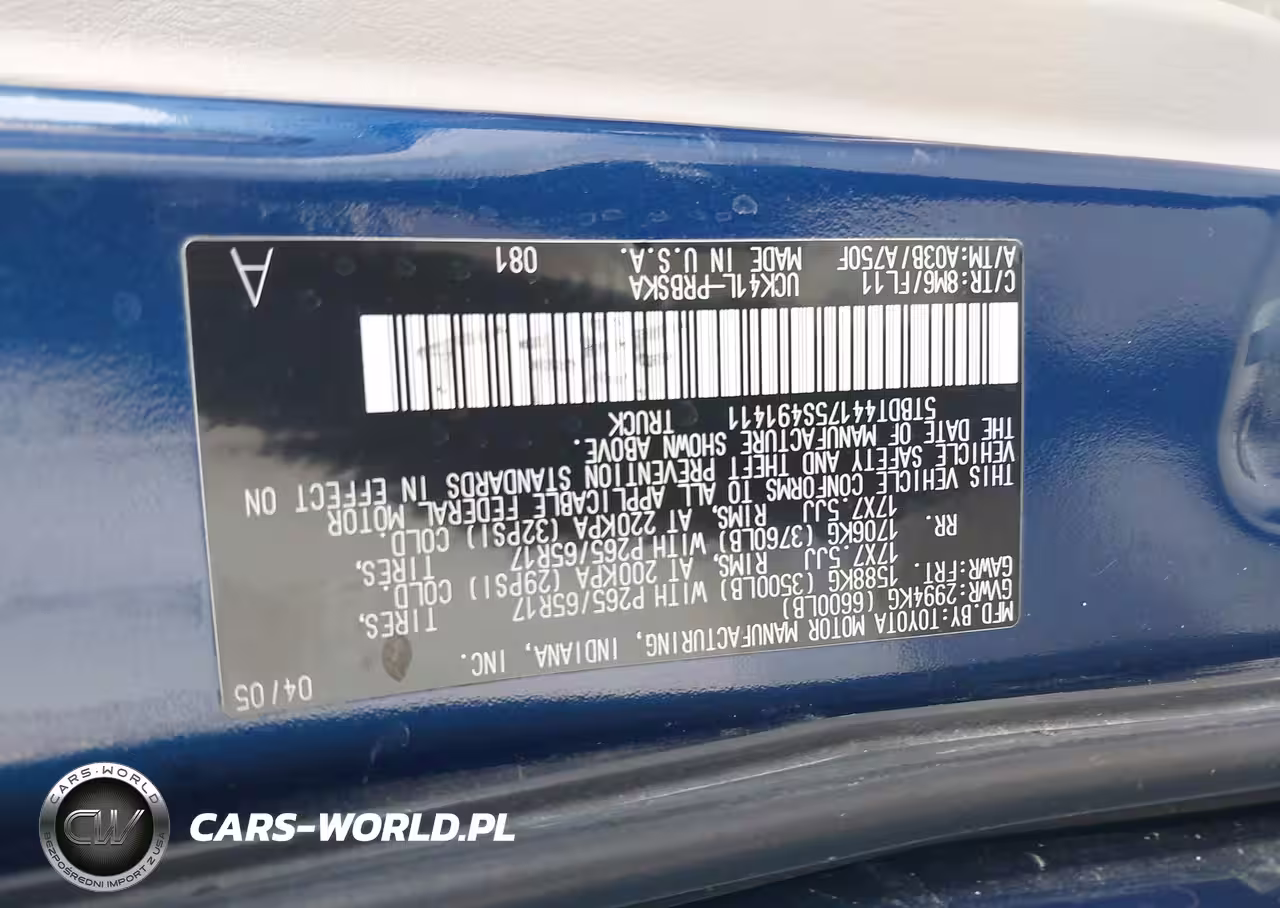 MFD.BY:TOYOTA MOTOR MANUFACTURING, INDIANA, INC. 04/05
GVWR:2994KG (6600LB)
GAWR:FRT. 1588KG (3500LB) WITH P265/65R17 TIRES,
17X7.5JJ RIMS, AT 200KPA (29PSI) COLD.
RR. 1706KG (3760LB) WITH P265/65R17 TIRES,
17X7.5JJ RIMS, AT 220KPA (32PSI) COLD.
THIS VEHICLE CONFORMS TO ALL APPLICABLE FEDERAL MOTOR
VEHICLE SAFETY AND THEFT PREVENTION STANDARDS IN EFFECT ON
THE DATE OF MANUFACTURE SHOWN ABOVE.
5TBDT44175S491411 TRUCK
C/TR:8M6/FL11 UCK41L-PRBSKA
A/TM:A03B/A750F MADE IN U.S.A. 081 A
CARS-WORLD
CW
BEZPOŚREDNI IMPORT Z USA
CARS-WORLD.PL